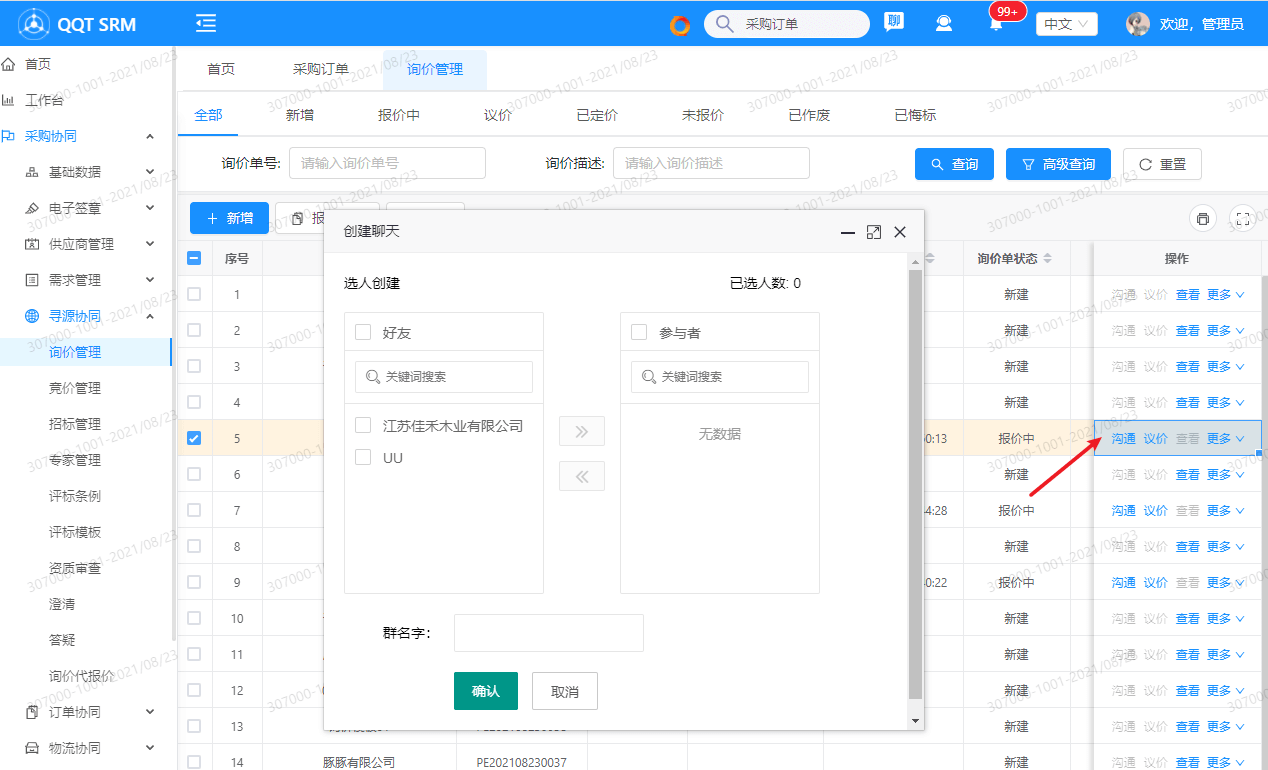 QQT SRM
采购订单
聊
99+
中文
欢迎，管理员
首页
工作台
采购协同
基础数据
电子签章
供应商管理
需求管理
寻源协同
询价管理
竞价管理
招标管理
专家管理
评标条例
评标模板
资质审查
澄清
答疑
询价代报价
订单协同
物流协同
首页 采购订单 询价管理
全部 新增 报价中 议价 已定价 未报价 已作废 已悔标
询价单号: 请输入询价单号 询价描述: 请输入询价描述 查询 高级查询 重置
新增 报
序号 询价单状态 操作
1 新建 沟通 议价 查看 更多
2 新建 沟通 议价 查看 更多
3 新建 沟通 议价 查看 更多
4 新建 沟通 议价 查看 更多
5 0:13 报价中 沟通 议价 查看 更多
6 新建 沟通 议价 查看 更多
7 4:28 报价中 沟通 议价 查看 更多
8 新建 沟通 议价 查看 更多
9 0:22 报价中 沟通 议价 查看 更多
10 新建 沟通 议价 查看 更多
11 新建 沟通 议价 查看 更多
12 新建 沟通 议价 查看 更多
13 新建 沟通 议价 查看 更多
14 豚豚有限公司 PE202108230037 新建 沟通 议价 查看 更多
创建聊天
选人创建 已选人数: 0
好友
关键词搜索
江苏佳禾木业有限公司
UU
参与者
关键词搜索
无数据
群名字：
确认 取消
307000-1001-2021/08/23